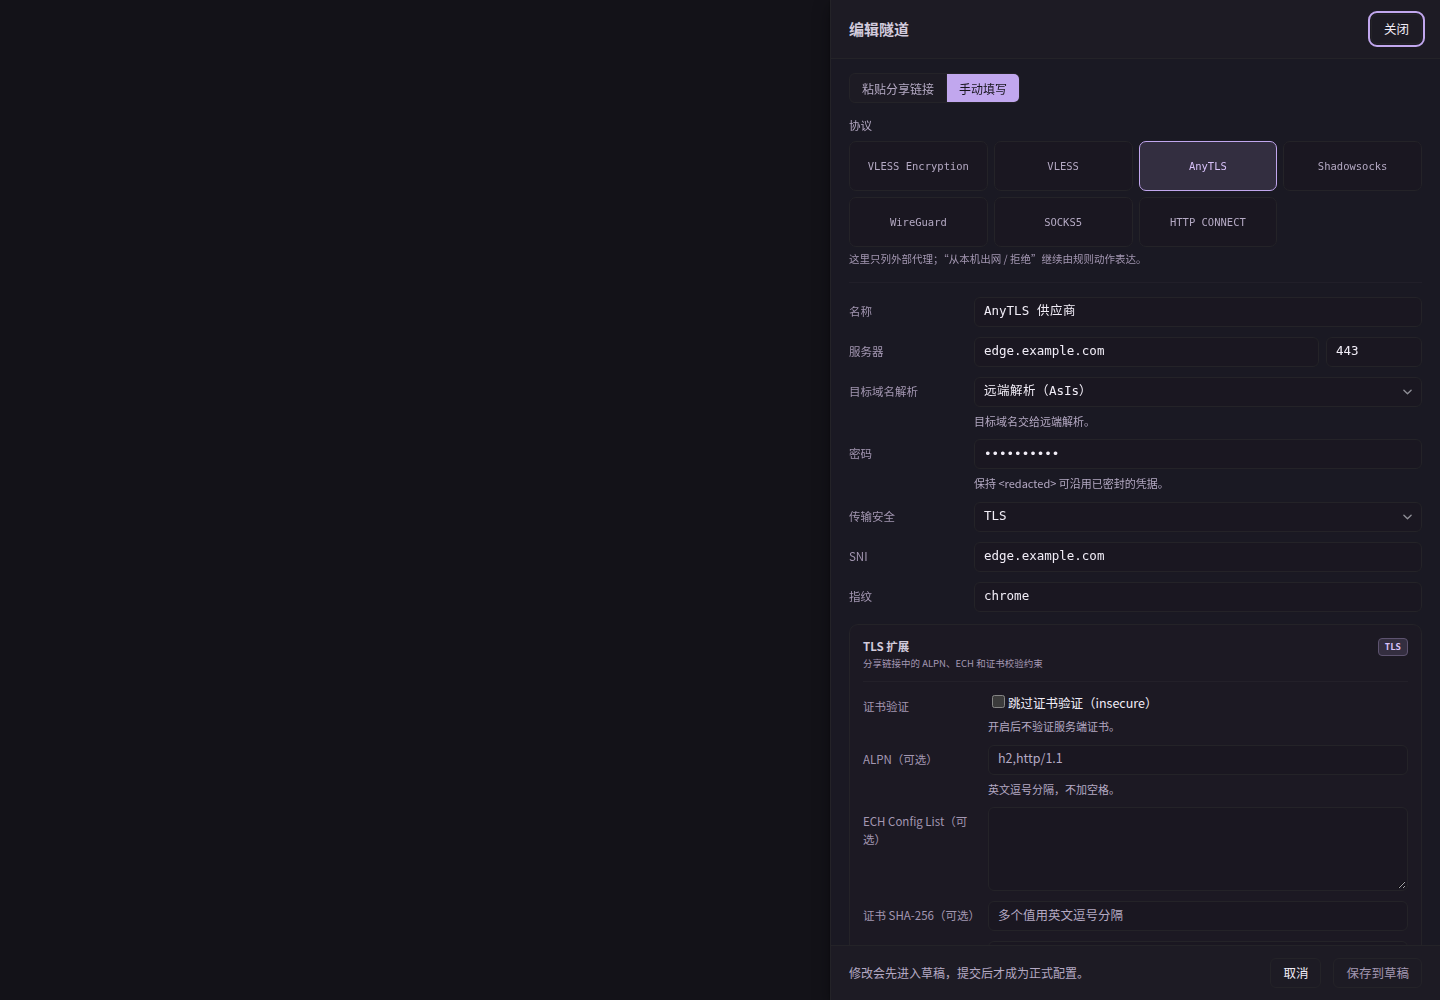 编辑隧道
关闭
粘贴分享链接
手动填写
协议
VLESS Encryption
VLESS
AnyTLS
Shadowsocks
WireGuard
SOCKS5
HTTP CONNECT
这里只列外部代理；“从本机出网 / 拒绝”继续由规则动作表达。
名称
AnyTLS 供应商
服务器
edge.example.com
443
目标域名解析
远端解析（AsIs）
目标域名交给远端解析。
密码
••••••••••
保持 <redacted> 可沿用已密封的凭据。
传输安全
TLS
SNI
edge.example.com
指纹
chrome
TLS 扩展
TLS
分享链接中的 ALPN、ECH 和证书校验约束
证书验证
跳过证书验证（insecure）
开启后不验证服务端证书。
ALPN（可选）
h2,http/1.1
英文逗号分隔，不加空格。
ECH Config List（可
选）
证书 SHA-256（可选）
多个值用英文逗号分隔
修改会先进入草稿，提交后才成为正式配置。
取消
保存到草稿